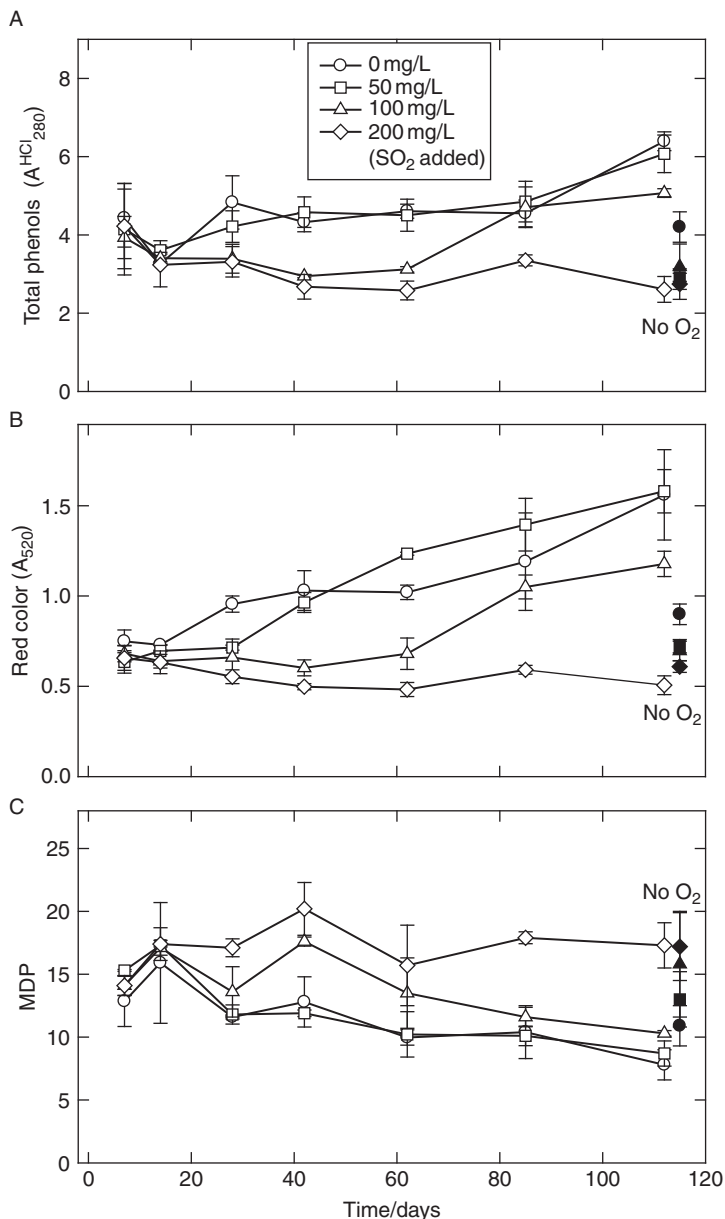 A
0 mg/L
50 mg/L
100 mg/L
200 mg/L
(SO₂ added)
8
6
4
2
0
Total phenols (Aᴴᶜˡ₂₈₀)
No O₂
B
1.5
1.0
0.5
0.0
Red color (A₅₂₀)
No O₂
C
25
20
15
10
5
0
MDP
No O₂
0 20 40 60 80 100 120
Time/days